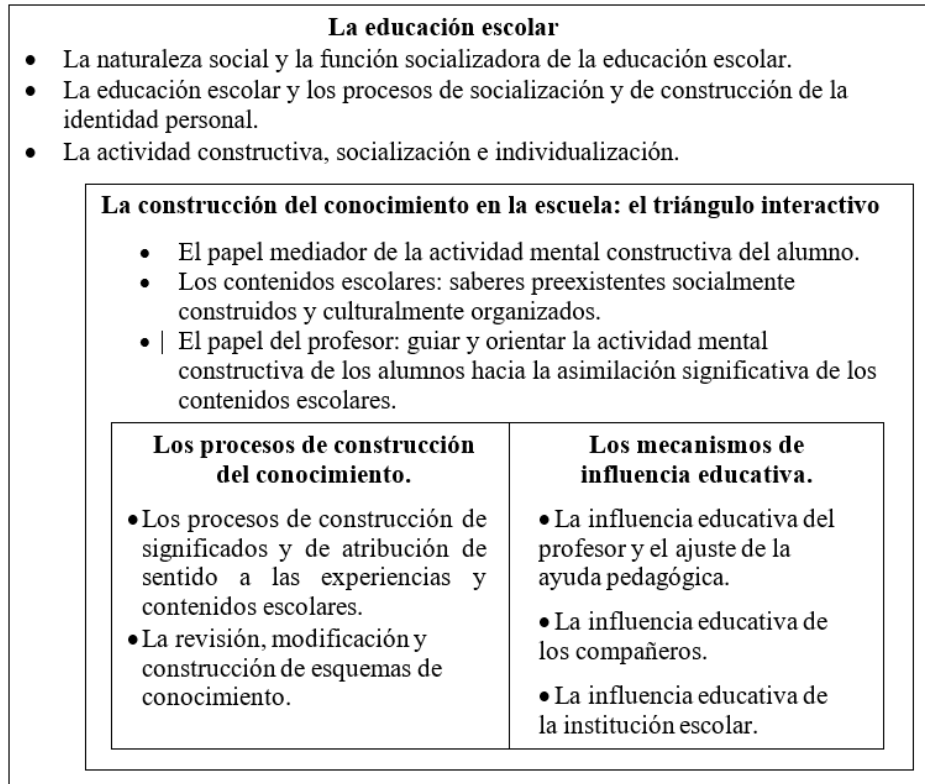 La educación escolar
• La naturaleza social y la función socializadora de la educación escolar.
• La educación escolar y los procesos de socialización y de construcción de la
identidad personal.
• La actividad constructiva, socialización e individualización.
La construcción del conocimiento en la escuela: el triángulo interactivo
• El papel mediador de la actividad mental constructiva del alumno.
• Los contenidos escolares: saberes preexistentes socialmente
construidos y culturalmente organizados.
• | El papel del profesor: guiar y orientar la actividad mental
constructiva de los alumnos hacia la asimilación significativa de los
contenidos escolares.
Los procesos de construcción
del conocimiento.
• Los procesos de construcción de
significados y de atribución de
sentido a las experiencias y
contenidos escolares.
• La revisión, modificación y
construcción de esquemas de
conocimiento.
Los mecanismos de
influencia educativa.
• La influencia educativa del
profesor y el ajuste de la
ayuda pedagógica.
• La influencia educativa de
los compañeros.
• La influencia educativa de
la institución escolar.